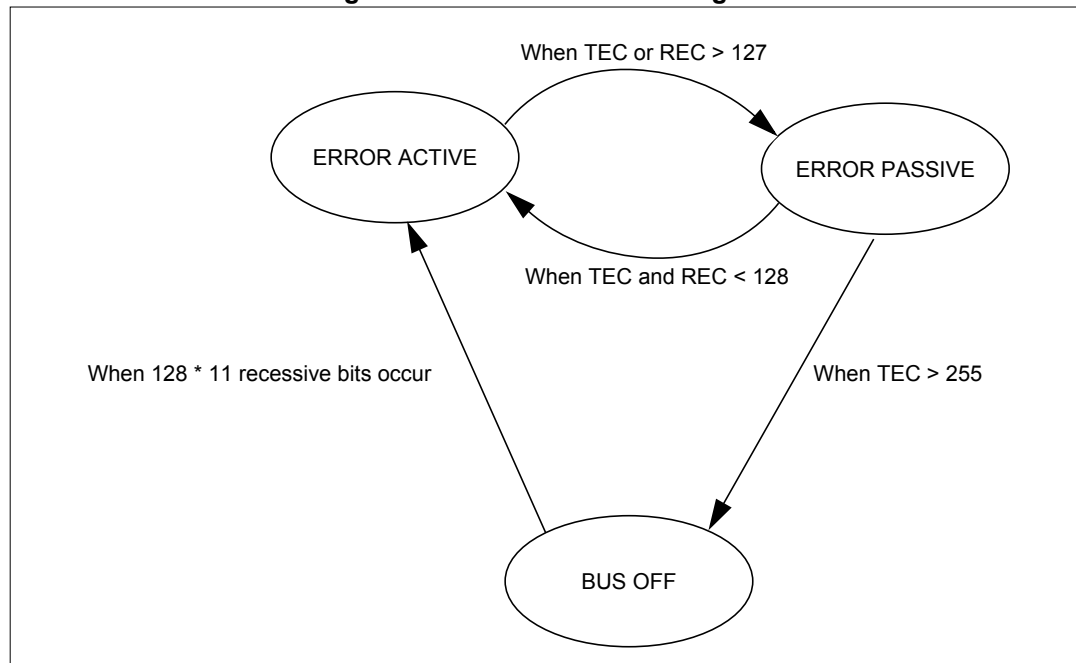 When TEC or REC > 127
ERROR ACTIVE
ERROR PASSIVE
When TEC and REC < 128
When 128 * 11 recessive bits occur
When TEC > 255
BUS OFF